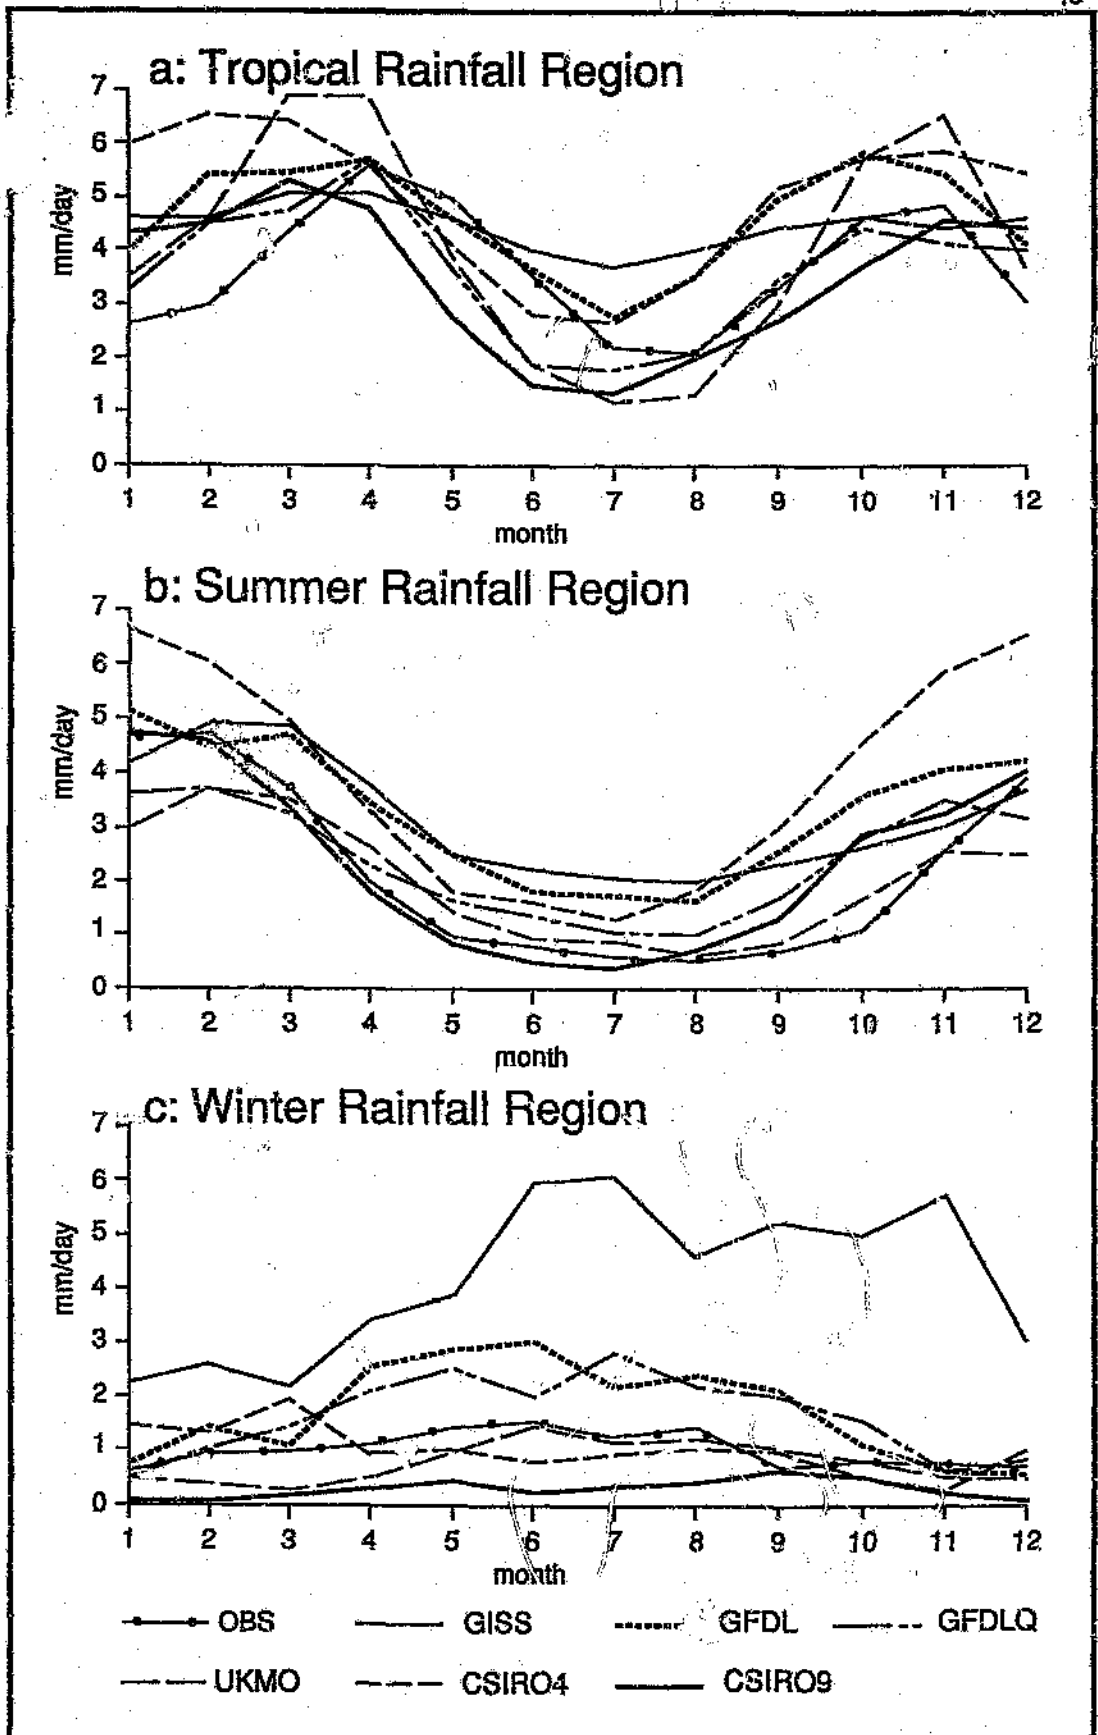 a: Tropical Rainfall Region
7
6
5
4
3
2
1
0
mm/day
1 2 3 4 5 6 7 8 9 10 11 12
month
b: Summer Rainfall Region
7
6
5
4
3
2
1
0
mm/day
1 2 3 4 5 6 7 8 9 10 11 12
month
c: Winter Rainfall Region
7
6
5
4
3
2
1
0
mm/day
1 2 3 4 5 6 7 8 9 10 11 12
month
OBS GISS GFDL GFDLQ
UKMO CSIRO4 CSIRO9